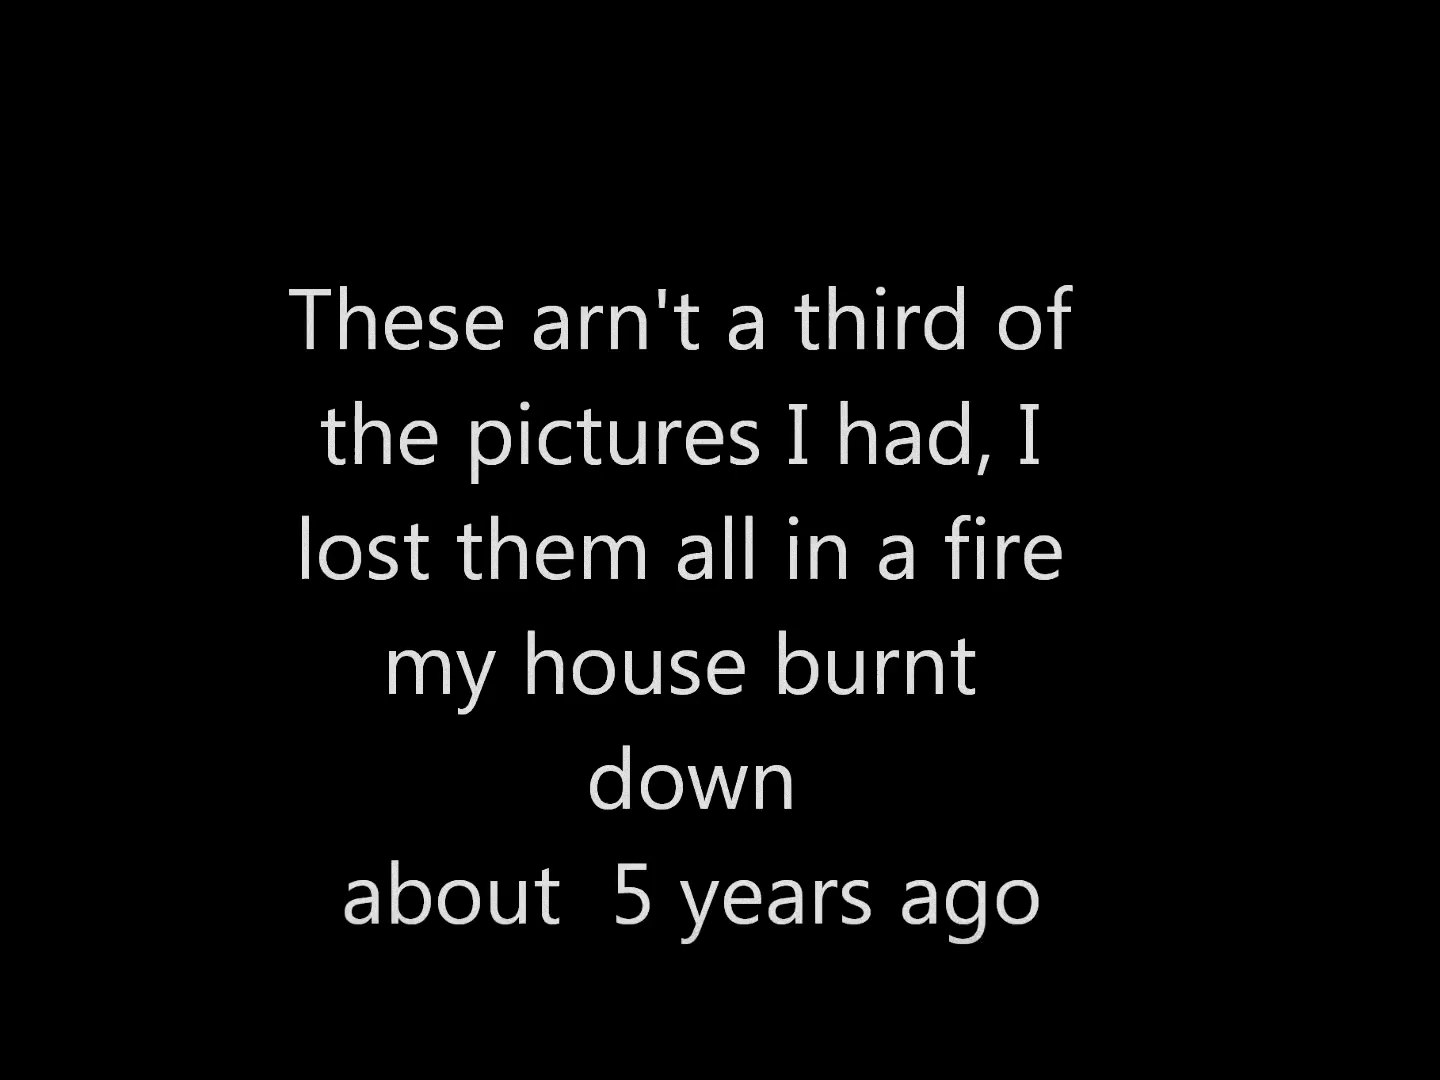 These arn't a third of
the pictures I had, I
lost them all in a fire
my house burnt
down
about  5 years ago